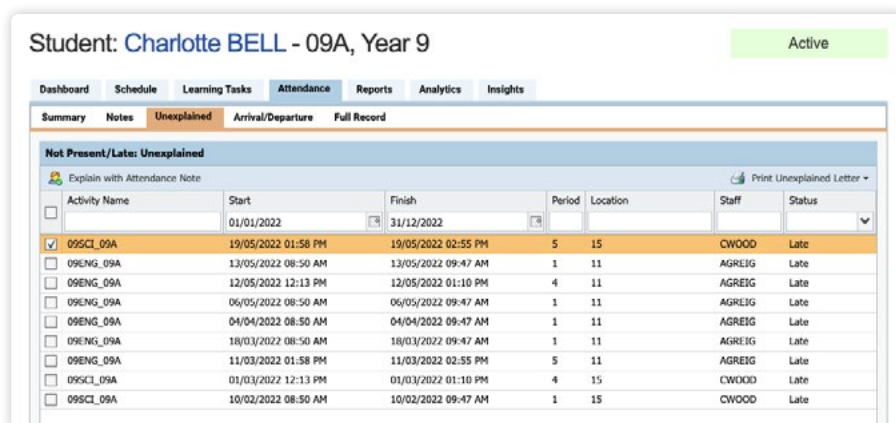 Student: Charlotte BELL - 09A, Year 9 Active
Dashboard Schedule Learning Tasks Attendance Reports Analytics Insights
Summary Notes Unexplained Arrival/Departure Full Record
Not Present/Late: Unexplained
Explain with Attendance Note Print Unexplained Letter
Activity Name Start Finish Period Location Staff Status
01/01/2022 31/12/2022
09SCI_09A 19/05/2022 01:58 PM 19/05/2022 02:55 PM 5 15 CWOOD Late
09ENG_09A 13/05/2022 08:50 AM 13/05/2022 09:47 AM 1 11 AGREIG Late
09ENG_09A 12/05/2022 12:13 PM 12/05/2022 01:10 PM 4 11 AGREIG Late
09ENG_09A 06/05/2022 08:50 AM 06/05/2022 09:47 AM 1 11 AGREIG Late
09ENG_09A 04/04/2022 08:50 AM 04/04/2022 09:47 AM 1 11 AGREIG Late
09ENG_09A 18/03/2022 08:50 AM 18/03/2022 09:47 AM 1 11 AGREIG Late
09ENG_09A 11/03/2022 01:58 PM 11/03/2022 02:55 PM 5 11 AGREIG Late
09SCI_09A 01/03/2022 12:13 PM 01/03/2022 01:10 PM 4 15 CWOOD Late
09SCI_09A 10/02/2022 08:50 AM 10/02/2022 09:47 AM 1 15 CWOOD Late